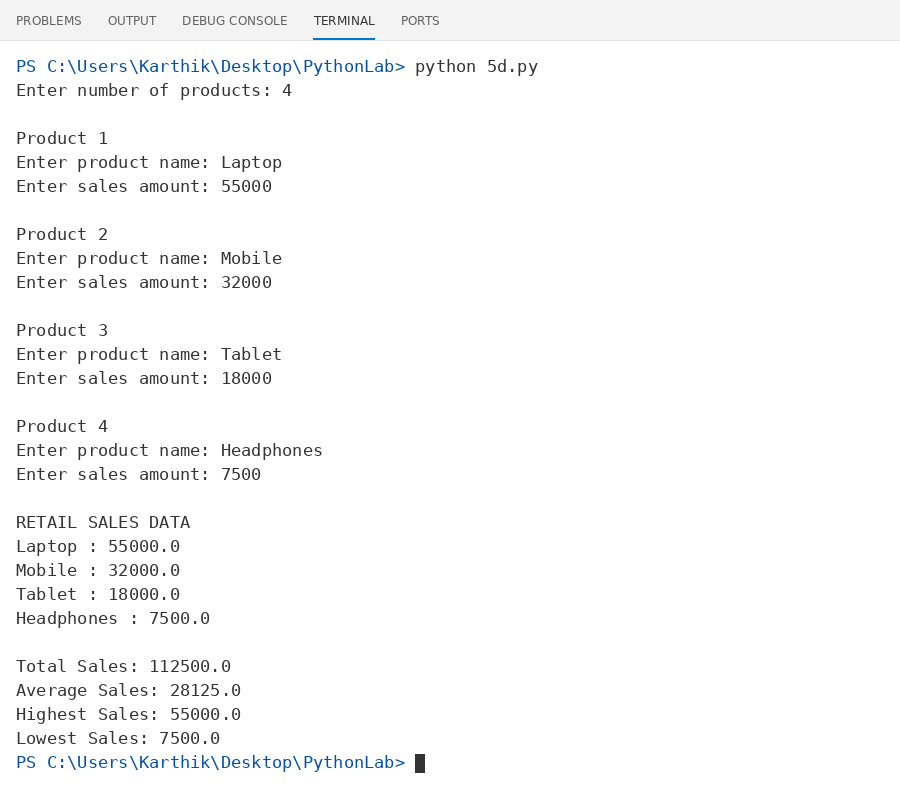 PROBLEMS OUTPUT DEBUG CONSOLE TERMINAL PORTS
PS C:\Users\Karthik\Desktop\PythonLab> python 5d.py
Enter number of products: 4

Product 1
Enter product name: Laptop
Enter sales amount: 55000

Product 2
Enter product name: Mobile
Enter sales amount: 32000

Product 3
Enter product name: Tablet
Enter sales amount: 18000

Product 4
Enter product name: Headphones
Enter sales amount: 7500

RETAIL SALES DATA
Laptop : 55000.0
Mobile : 32000.0
Tablet : 18000.0
Headphones : 7500.0

Total Sales: 112500.0
Average Sales: 28125.0
Highest Sales: 55000.0
Lowest Sales: 7500.0
PS C:\Users\Karthik\Desktop\PythonLab>